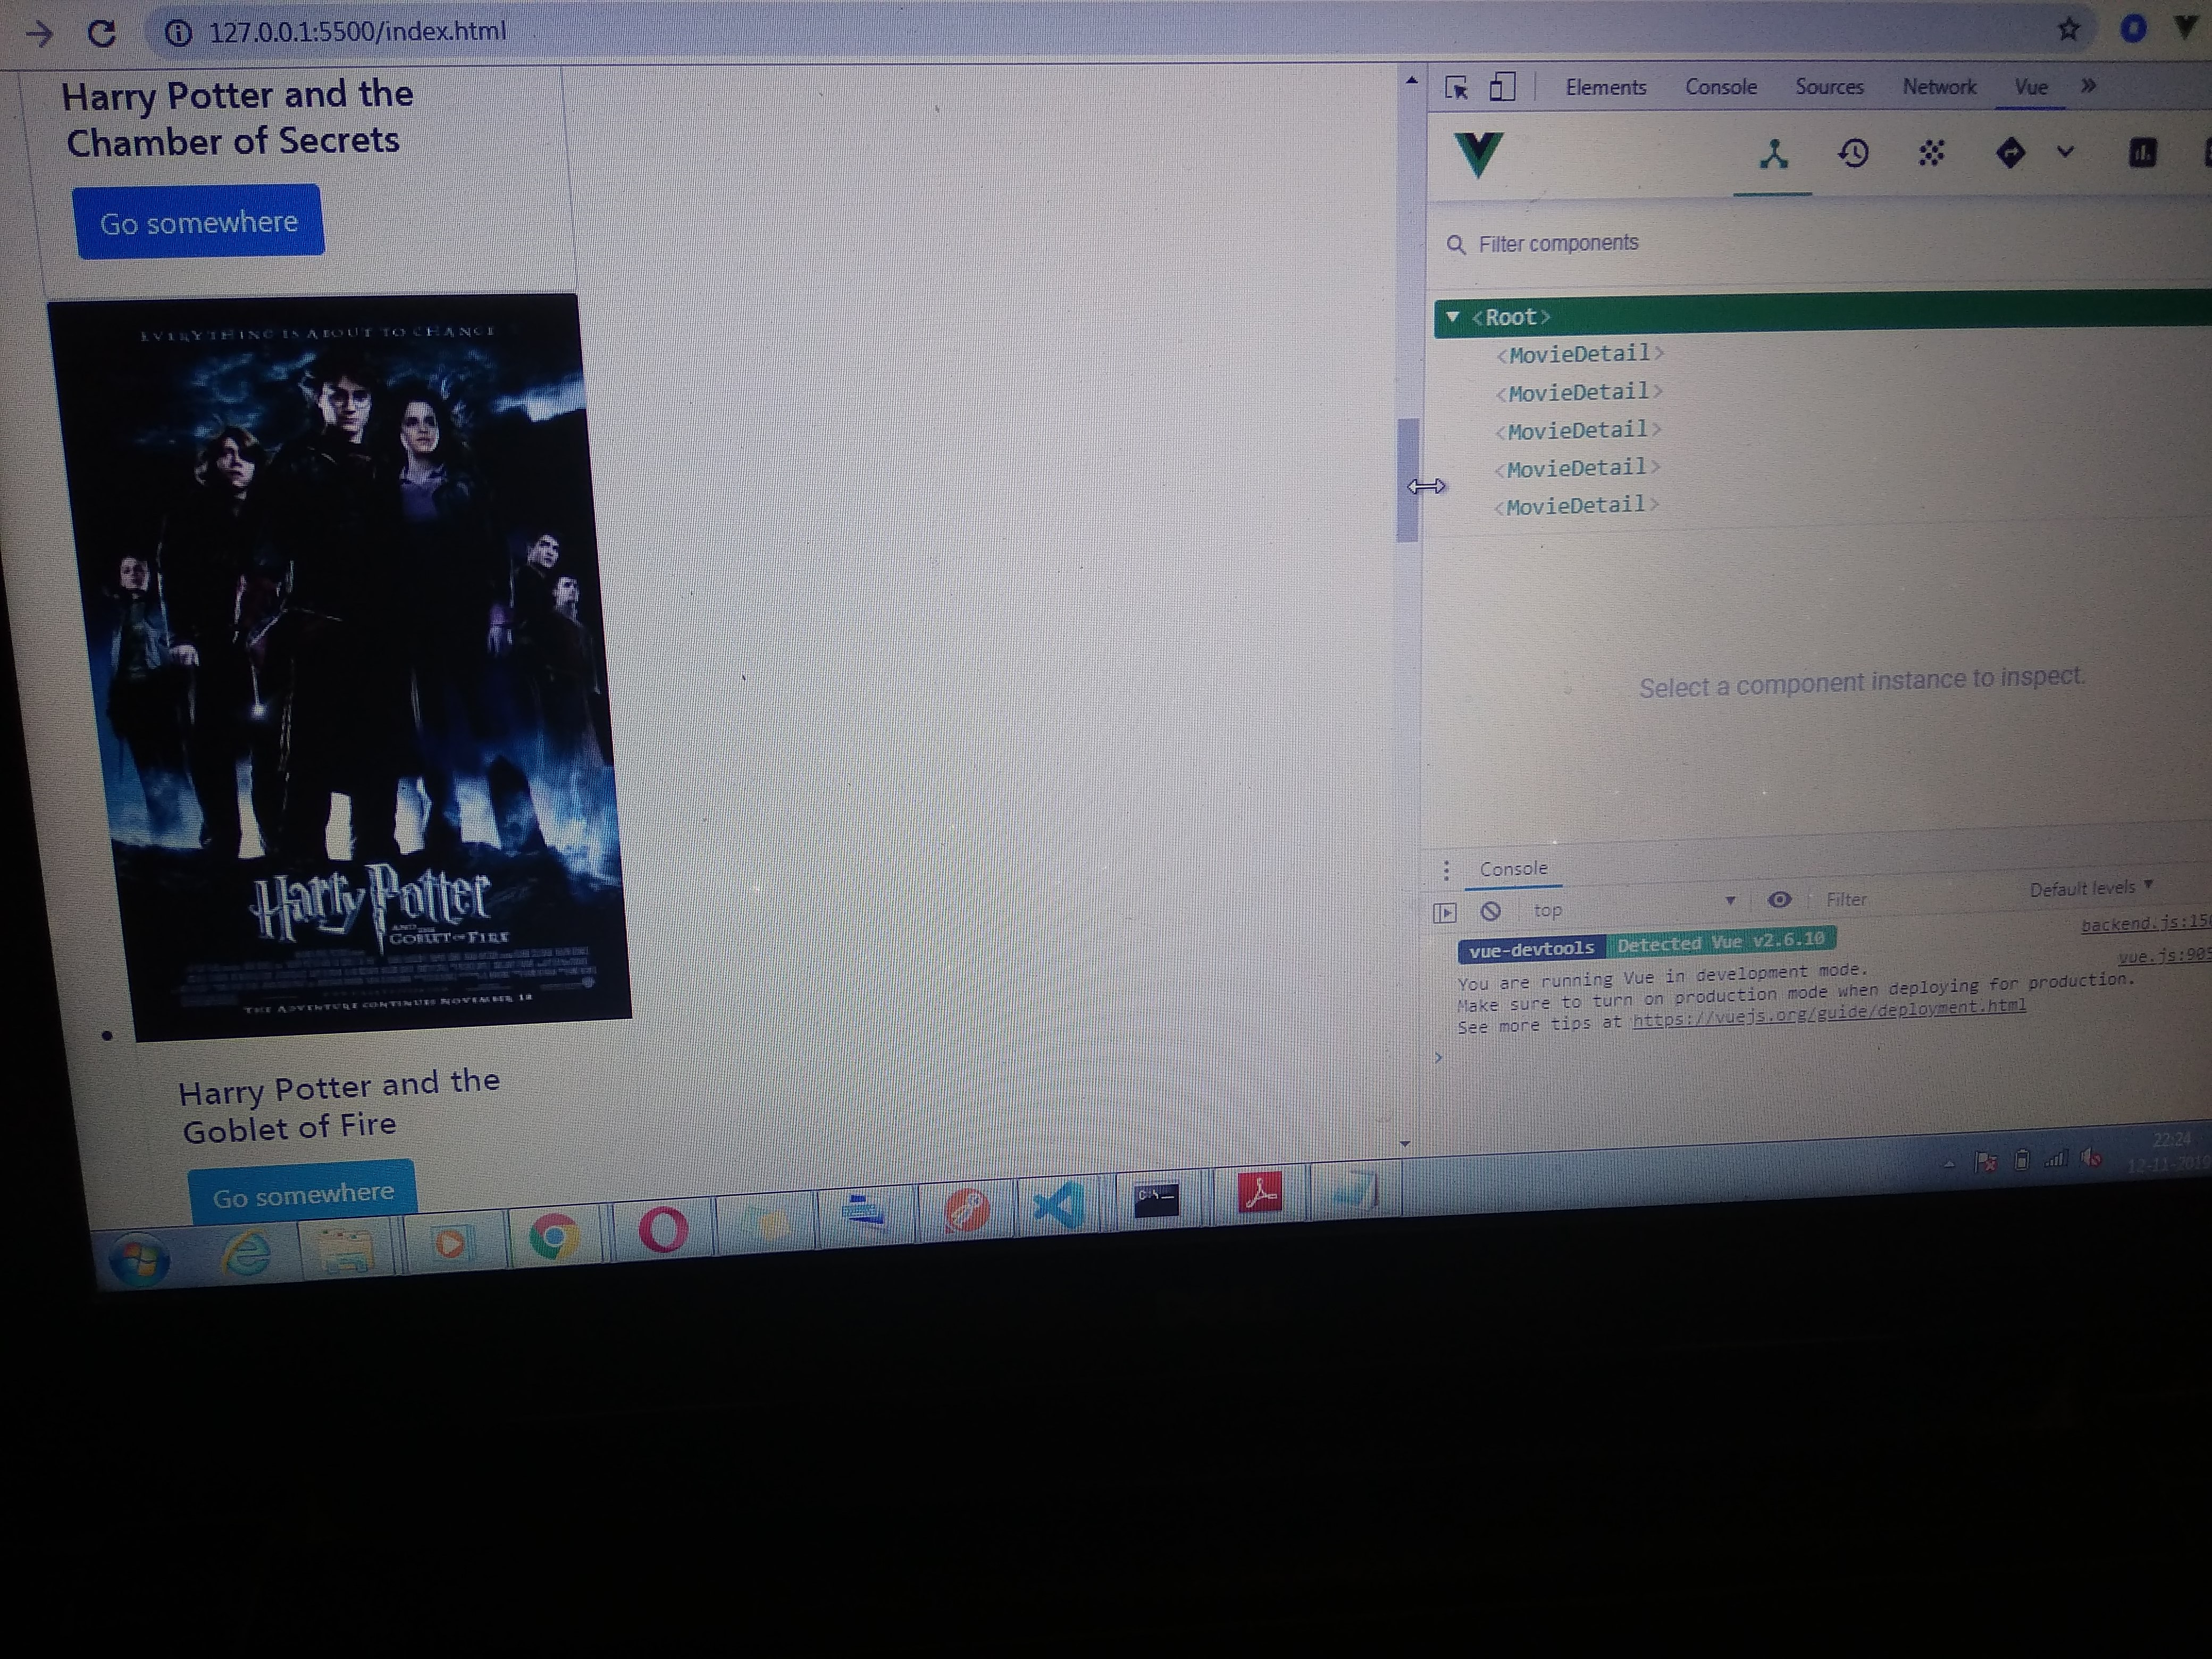 127.0.0.1:5500/index.html
Harry Potter and the
Chamber of Secrets
Go somewhere
EVERYTHING IS ABOUT TO CHANGE
Harry Potter
AND THE
GOBLET OF FIRE
THE ADVENTURE CONTINUES NOVEMBER 18
Harry Potter and the
Goblet of Fire
Go somewhere
Elements Console Sources Network Vue »
Filter components
▼ <Root>
<MovieDetail>
<MovieDetail>
<MovieDetail>
<MovieDetail>
<MovieDetail>
Select a component instance to inspect.
Console
top Filter Default levels ▼
vue-devtools Detected Vue v2.6.10
backend.js:15
You are running Vue in development mode.
vue.js:905
Make sure to turn on production mode when deploying for production.
See more tips at https://vuejs.org/guide/deployment.html
>
C:\_
22:24
12-11-2019